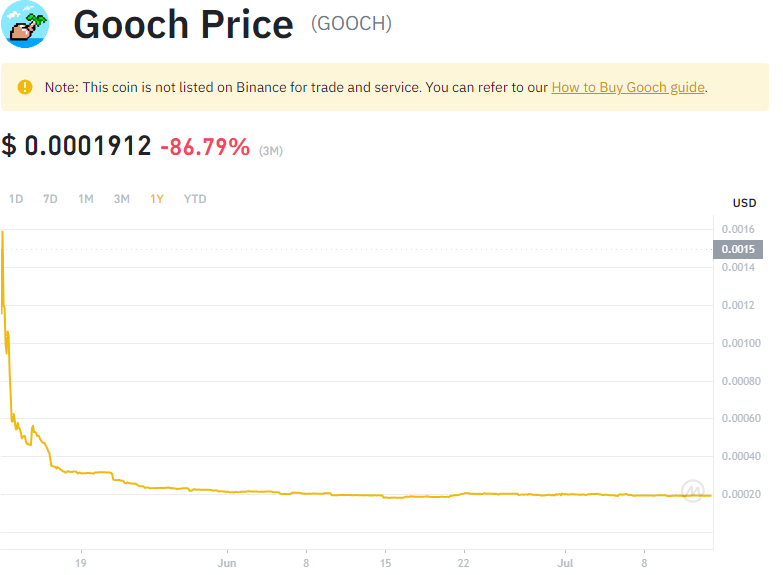 Gooch Price (GOOCH)
Note: This coin is not listed on Binance for trade and service. You can refer to our How to Buy Gooch guide.
$ 0.0001912 -86.79% (3M)
1D 7D 1M 3M 1Y YTD
USD
0.0016
0.0015
0.0014
0.0012
0.00100
0.00080
0.00060
0.00040
0.00020
19 Jun 8 15 22 Jul 8